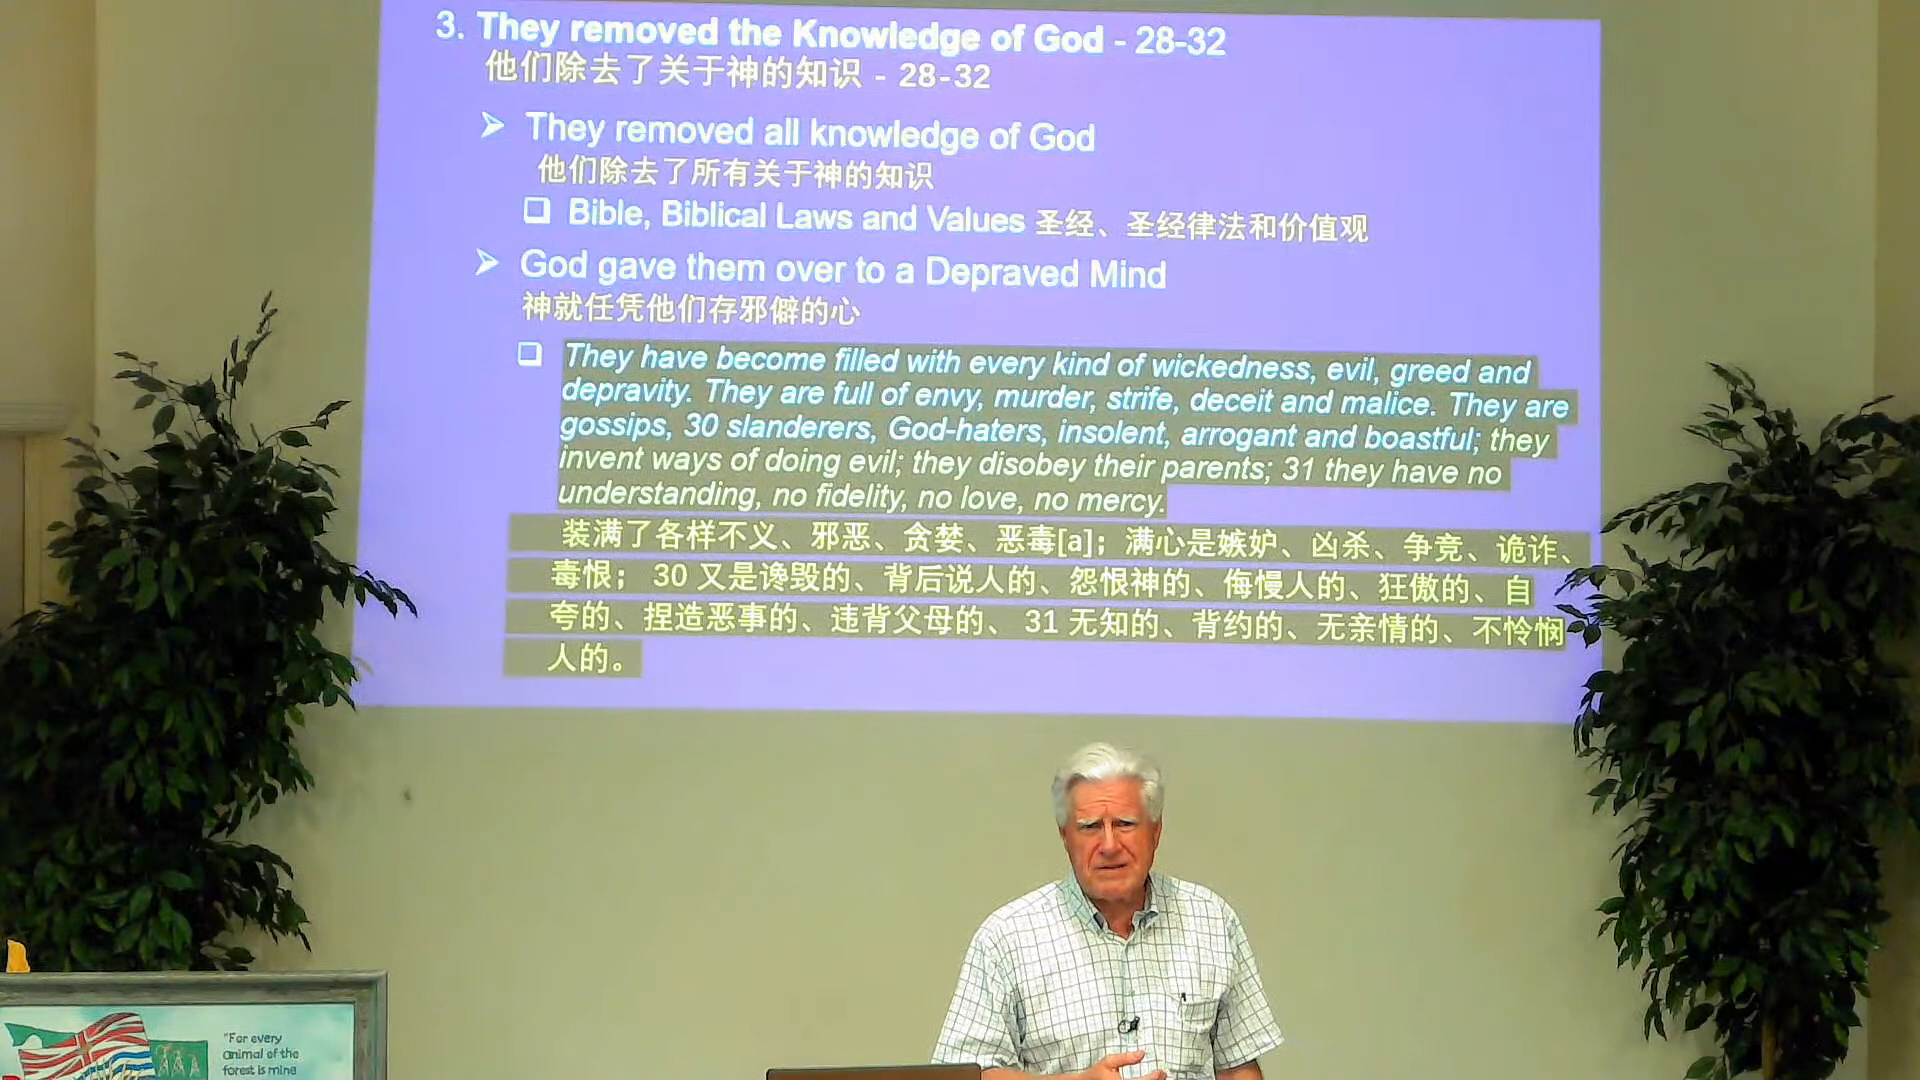 3. They removed the Knowledge of God - 28-32
他们除去了关于神的知识 - 28-32
They removed all knowledge of God
他们除去了所有关于神的知识
Bible, Biblical Laws and Values 圣经、圣经律法和价值观
God gave them over to a Depraved Mind
神就任凭他们存邪僻的心
They have become filled with every kind of wickedness, evil, greed and
depravity. They are full of envy, murder, strife, deceit and malice. They are
gossips, 30 slanderers, God-haters, insolent, arrogant and boastful; they
invent ways of doing evil; they disobey their parents; 31 they have no
understanding, no fidelity, no love, no mercy.
装满了各样不义、邪恶、贪婪、恶毒[a]；满心是嫉妒、凶杀、争竞、诡诈、
毒恨； 30 又是谗毁的、背后说人的、怨恨神的、侮慢人的、狂傲的、自
夸的、捏造恶事的、违背父母的、 31 无知的、背约的、无亲情的、不怜悯
人的。
"For every
animal of the
forest is mine